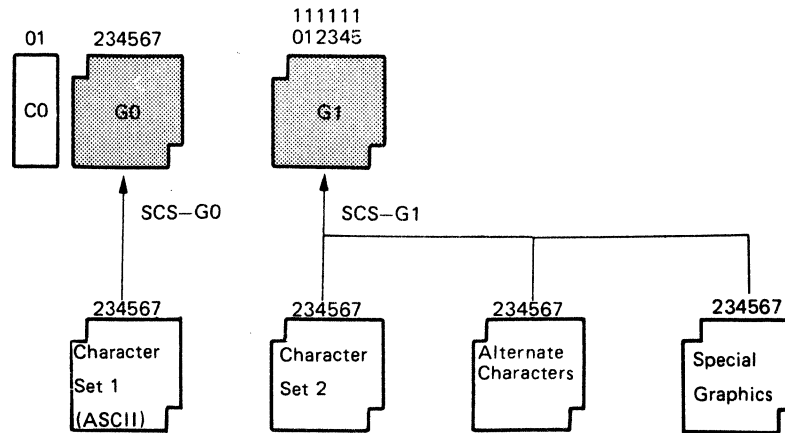 111111
01 234567 012345
C0 G0 G1
SCS-G0 SCS-G1
234567 234567 234567 234567
Character
Set 1
(ASCII)
Character
Set 2
Alternate
Characters
Special
Graphics